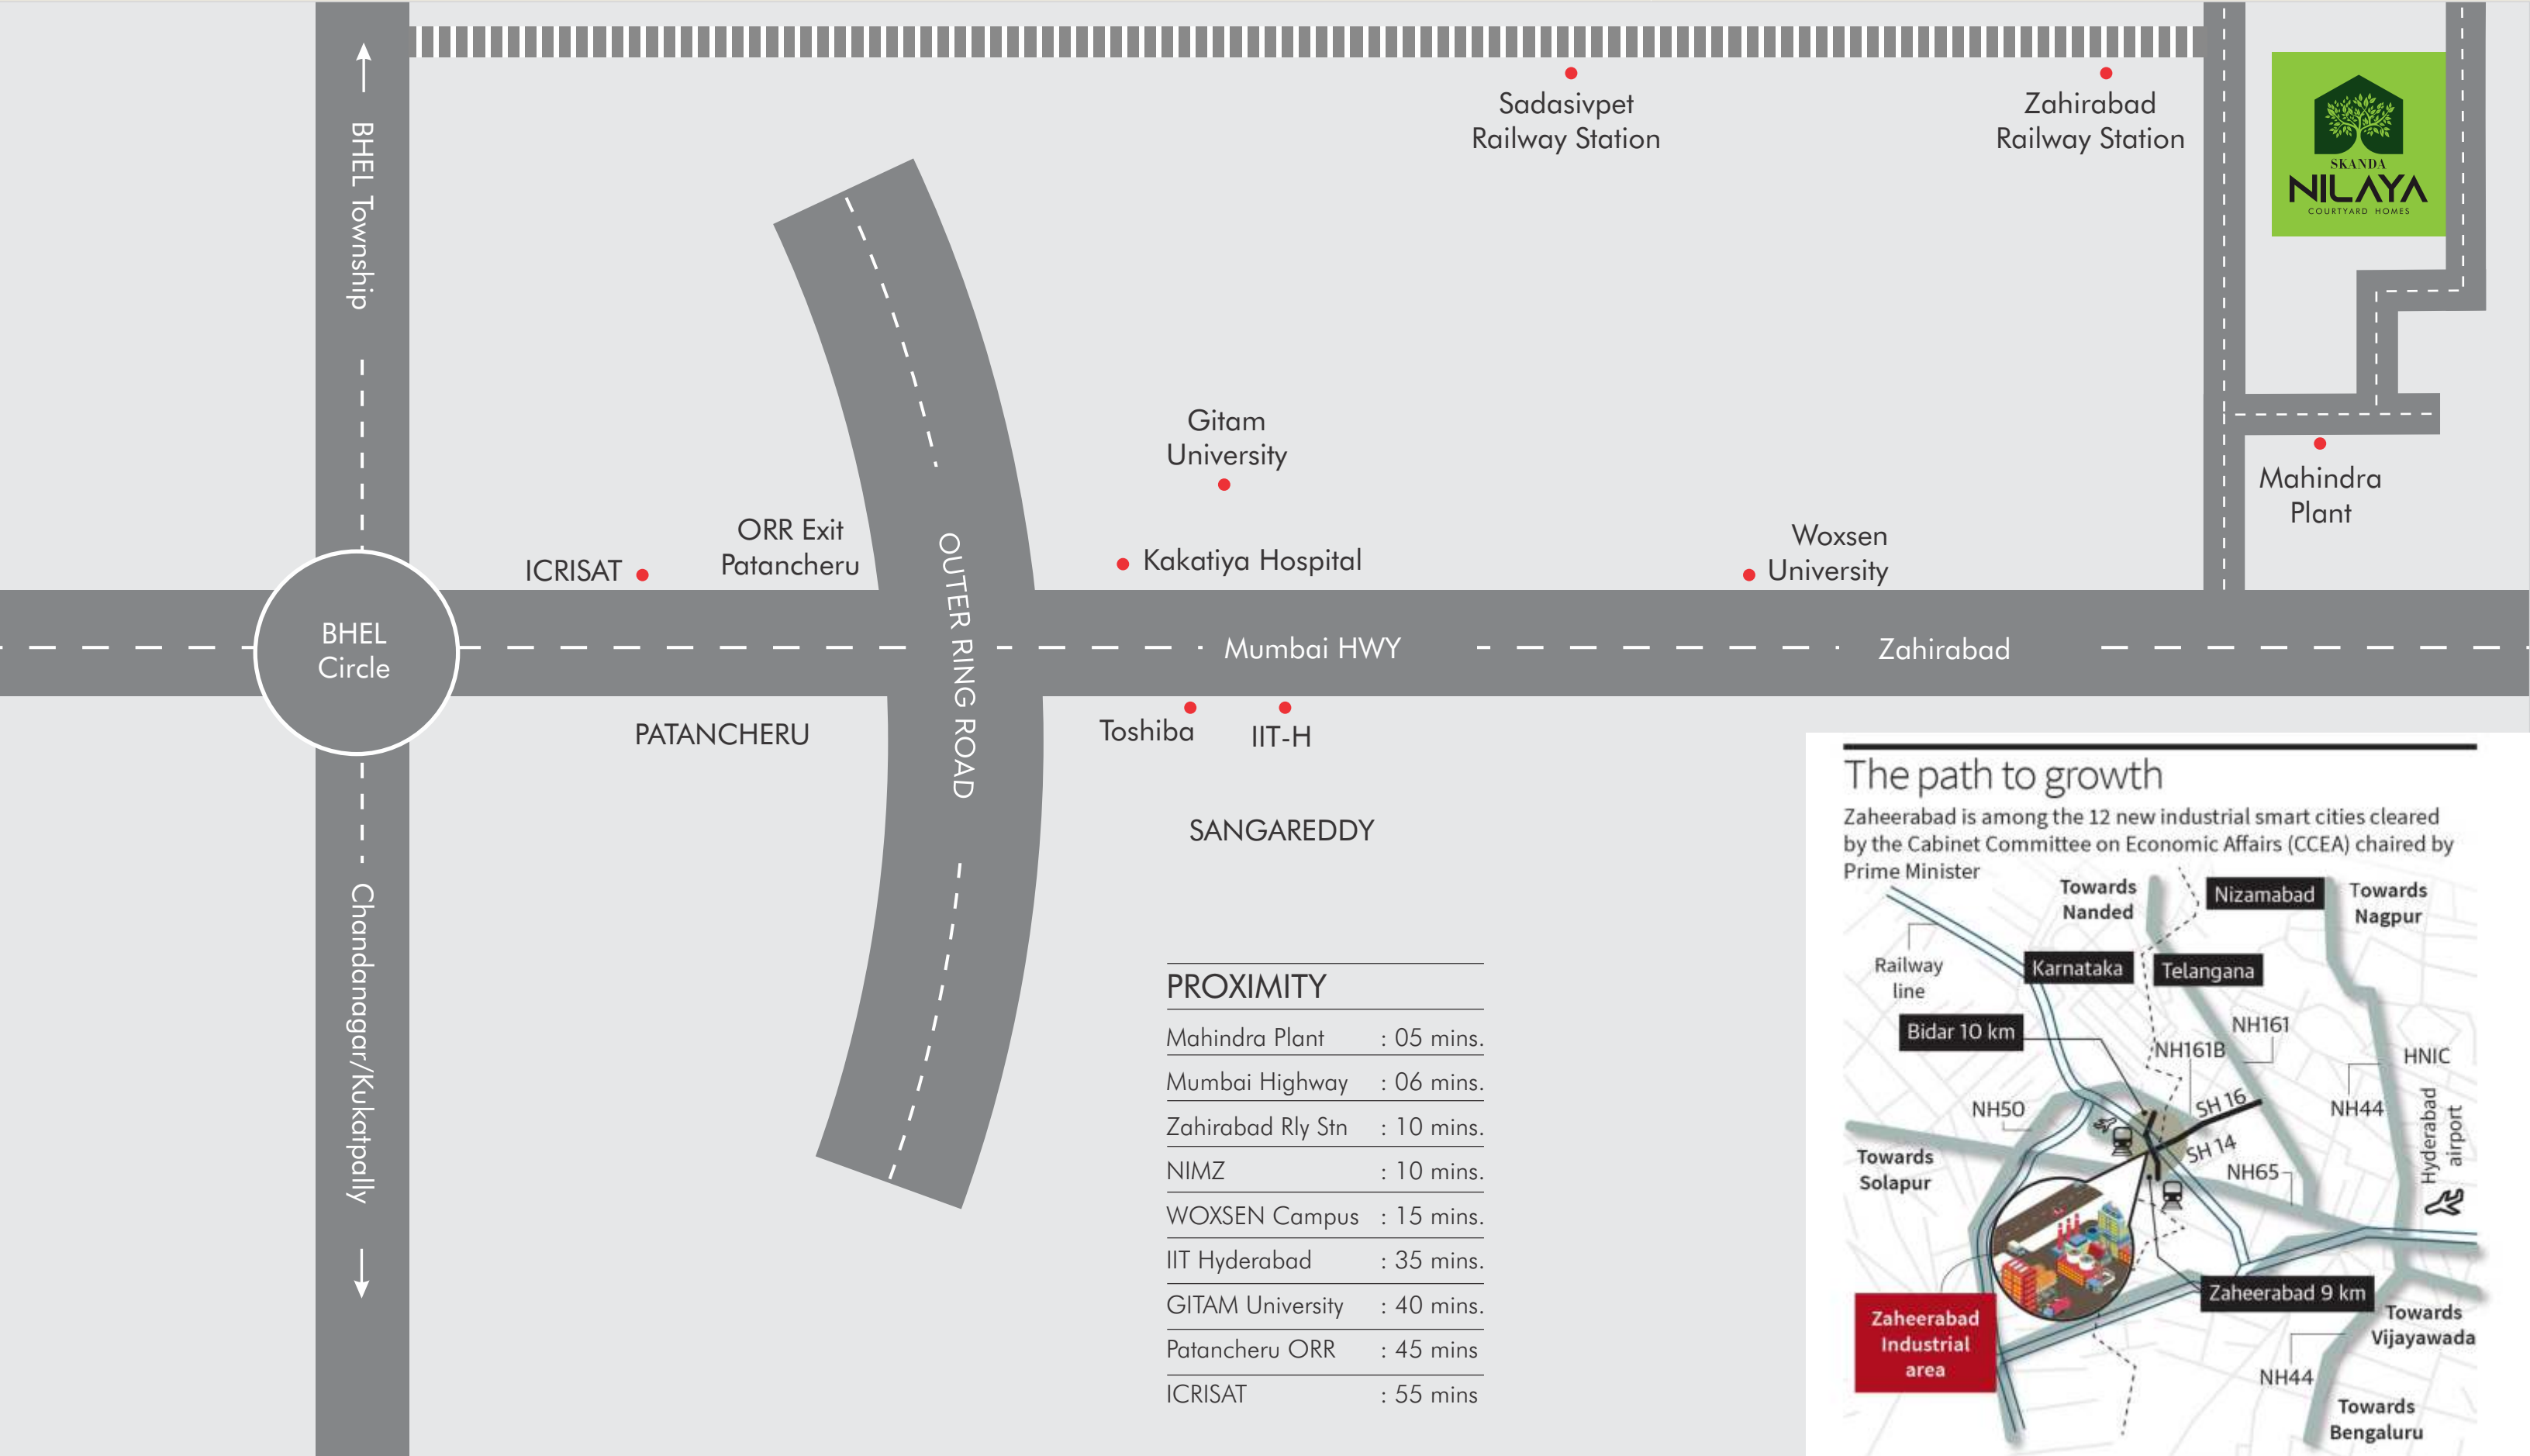 BHEL Township
Sadasivpet
Railway Station
Zahirabad
Railway Station
SKANDA
NILAYA
COURTYARD HOMES
Gitam
University
Mahindra
Plant
ORR Exit
Patancheru
ICRISAT
Kakatiya Hospital
Woxsen
University
OUTER RING ROAD
BHEL
Circle
Mumbai HWY
Zahirabad
PATANCHERU
Toshiba
IIT-H
SANGAREDDY
Chandanagar/Kukatpally
PROXIMITY
Mahindra Plant : 05 mins.
Mumbai Highway : 06 mins.
Zahirabad Rly Stn : 10 mins.
NIMZ : 10 mins.
WOXSEN Campus : 15 mins.
IIT Hyderabad : 35 mins.
GITAM University : 40 mins.
Patancheru ORR : 45 mins
ICRISAT : 55 mins
The path to growth
Zaheerabad is among the 12 new industrial smart cities cleared
by the Cabinet Committee on Economic Affairs (CCEA) chaired by
Prime Minister
Towards
Nanded
Nizamabad
Towards
Nagpur
Railway
line
Karnataka
Telangana
Bidar 10 km
NH161
NH161B
HNIC
NH50
SH 16
NH44
Hyderabad
airport
SH 14
Towards
Solapur
NH65
Zaheerabad 9 km
Zaheerabad
Industrial
area
Towards
Vijayawada
NH44
Towards
Bengaluru